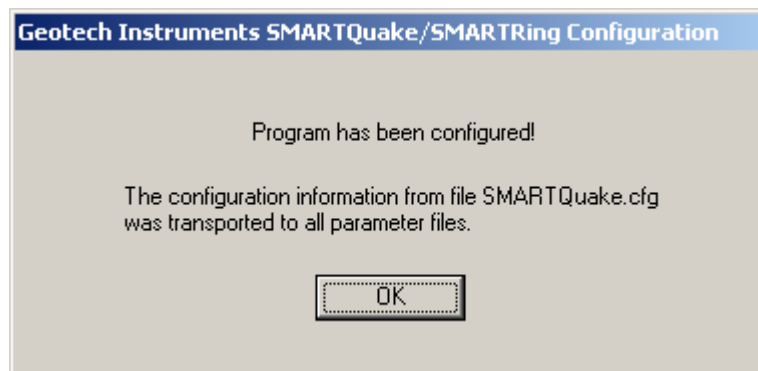 Geotech Instruments SMARTQuake/SMARTRing Configuration
Program has been configured!
The configuration information from file SMARTQuake.cfg
was transported to all parameter files.
OK